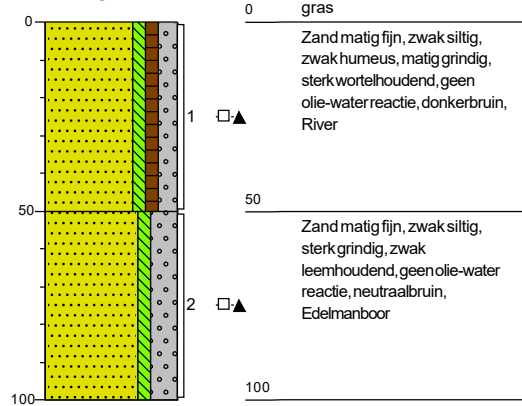 0
0
gras
Zand matig fijn, zwak siltig,
zwak humeus, matig grindig,
sterk wortelhoudend, geen
olie-water reactie, donkerbruin,
River
1
50
50
Zand matig fijn, zwak siltig,
sterk grindig, zwak
leemhoudend, geen olie-water
reactie, neutraalbruin,
Edelmanboor
2
100
100